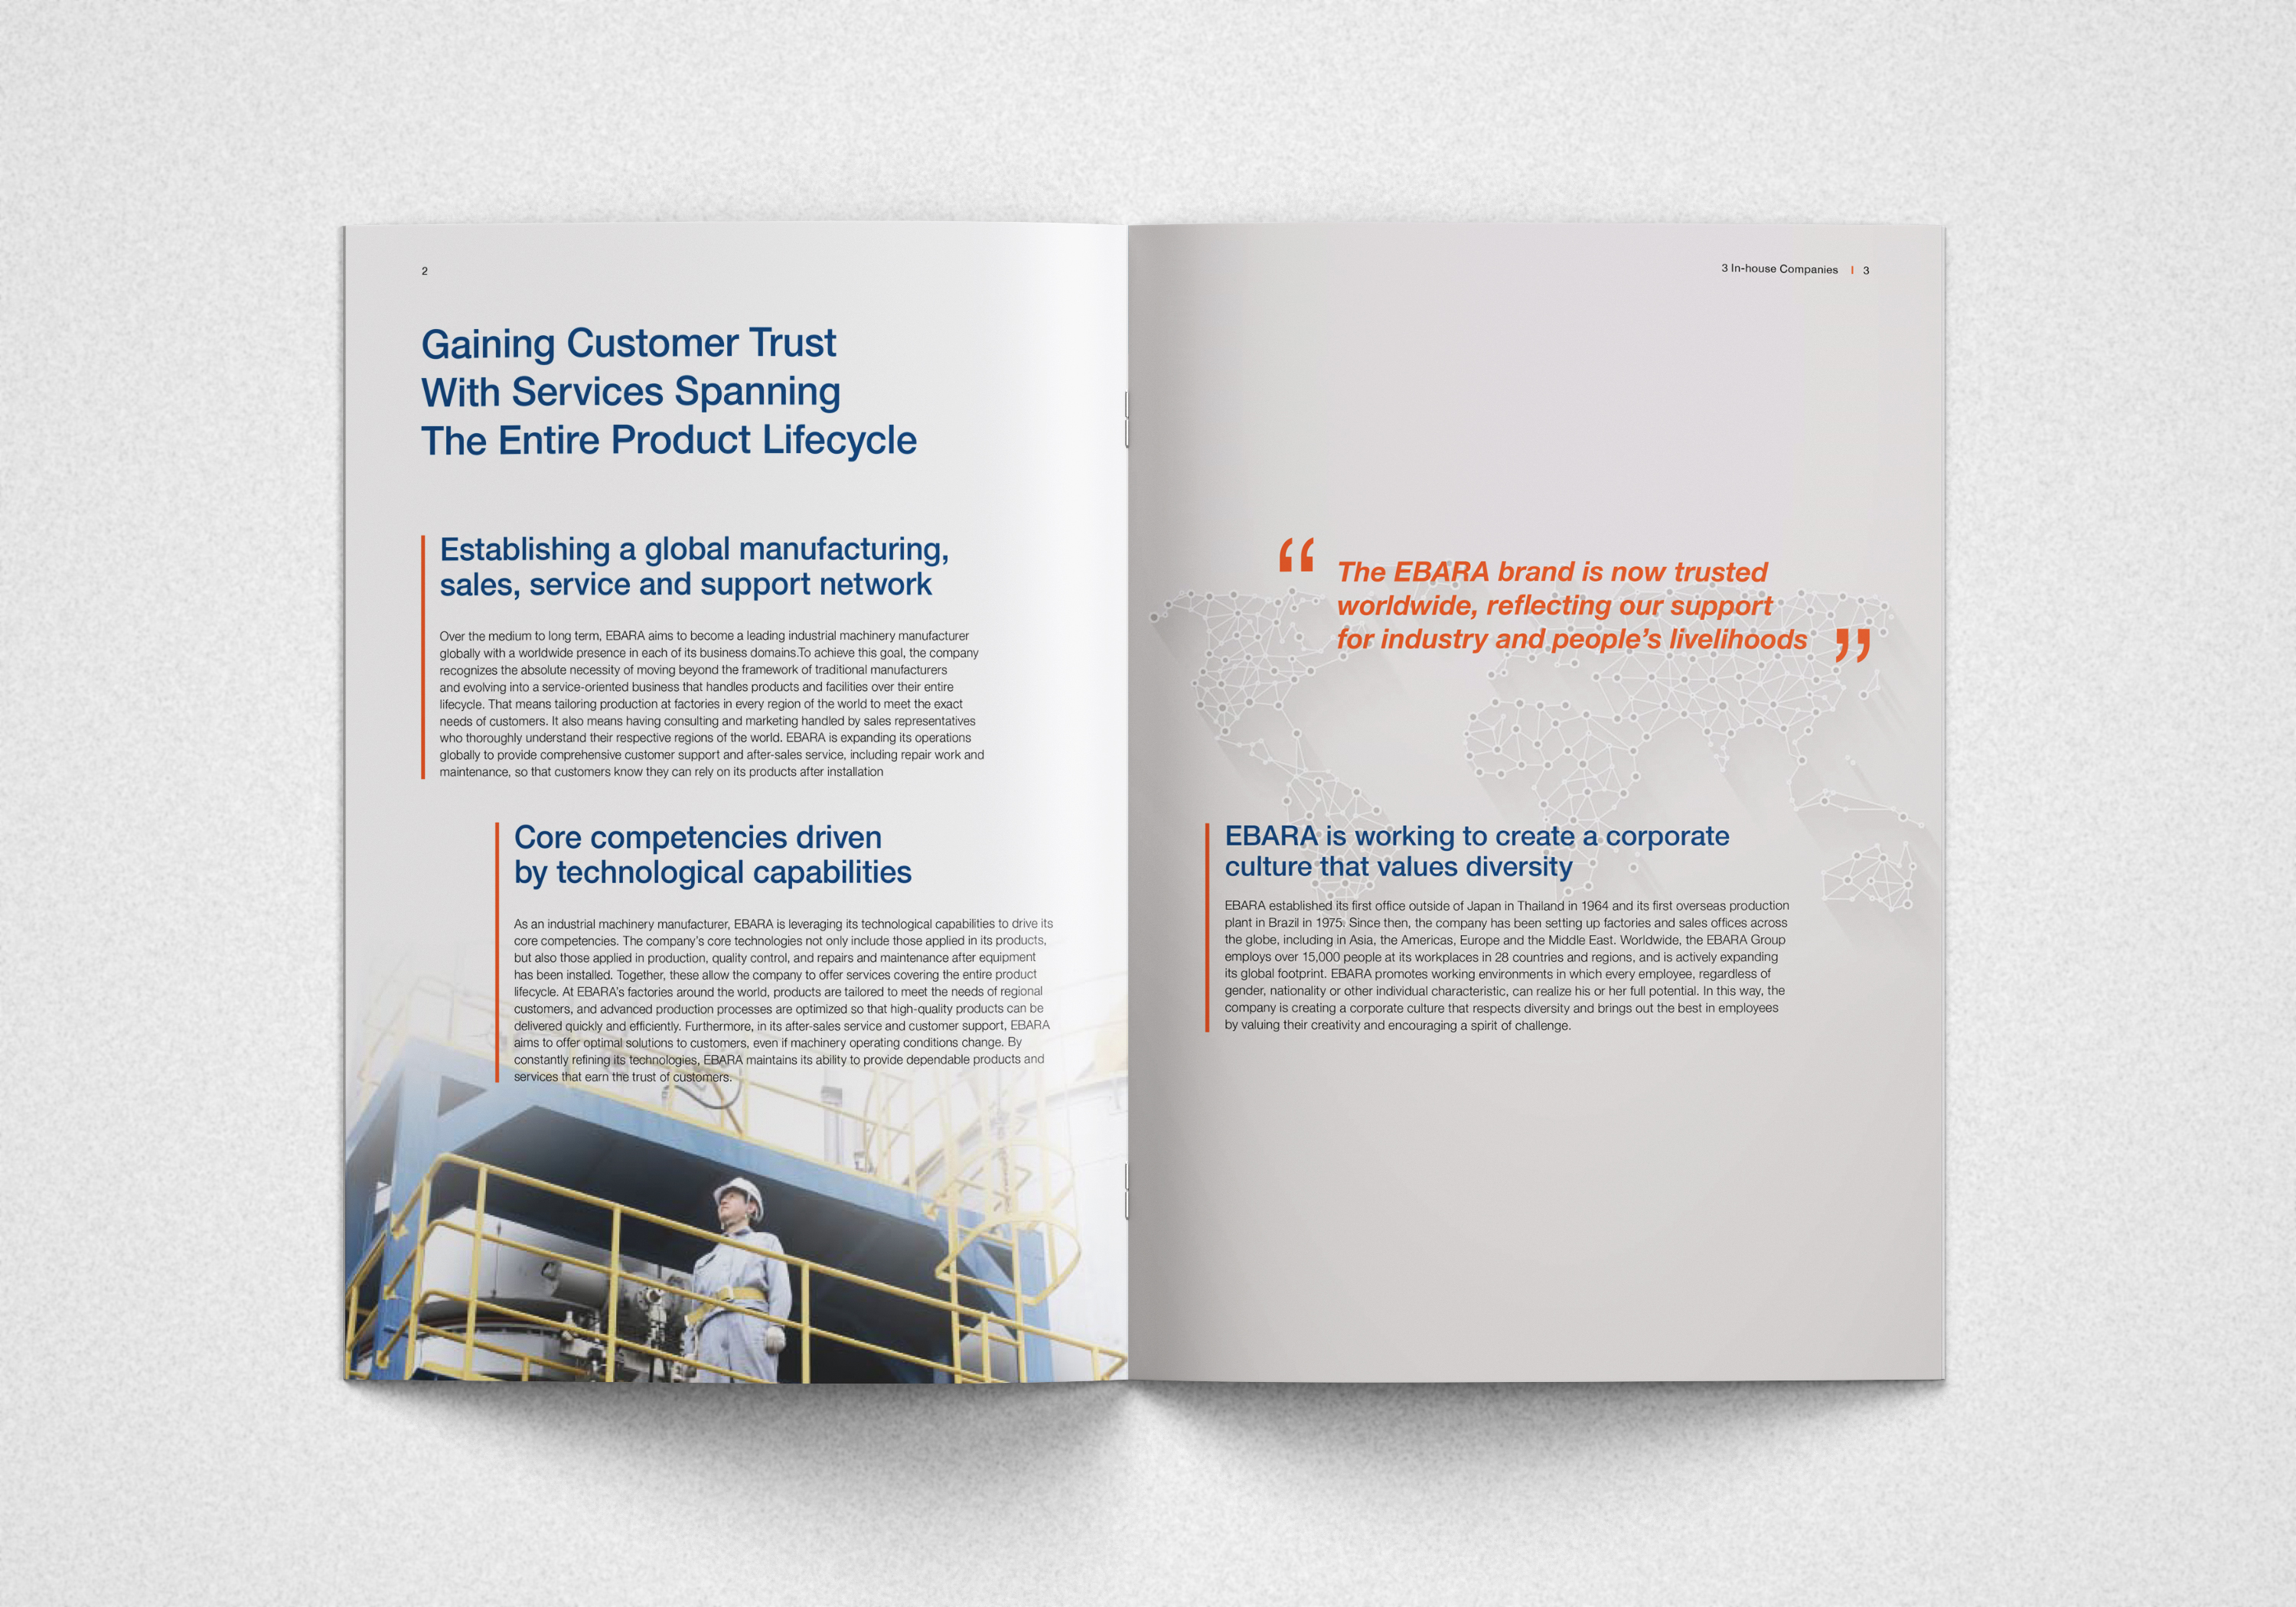 2
Gaining Customer Trust
With Services Spanning
The Entire Product Lifecycle
Establishing a global manufacturing,
sales, service and support network
Over the medium to long term, EBARA aims to become a leading industrial machinery manufacturer
globally with a worldwide presence in each of its business domains.To achieve this goal, the company
recognizes the absolute necessity of moving beyond the framework of traditional manufacturers
and evolving into a service-oriented business that handles products and facilities over their entire
lifecycle. That means tailoring production at factories in every region of the world to meet the exact
needs of customers. It also means having consulting and marketing handled by sales representatives
who thoroughly understand their respective regions of the world. EBARA is expanding its operations
globally to provide comprehensive customer support and after-sales service, including repair work and
maintenance, so that customers know they can rely on its products after installation
Core competencies driven
by technological capabilities
As an industrial machinery manufacturer, EBARA is leveraging its technological capabilities to drive its
core competencies. The company's core technologies not only include those applied in its products,
but also those applied in production, quality control, and repairs and maintenance after equipment
has been installed. Together, these allow the company to offer services covering the entire product
lifecycle. At EBARA's factories around the world, products are tailored to meet the needs of regional
customers, and advanced production processes are optimized so that high-quality products can be
delivered quickly and efficiently. Furthermore, in its after-sales service and customer support, EBARA
aims to offer optimal solutions to customers, even if machinery operating conditions change. By
constantly refining its technologies, EBARA maintains its ability to provide dependable products and
services that earn the trust of customers.
3 In-house Companies | 3
“ The EBARA brand is now trusted
worldwide, reflecting our support
for industry and people’s livelihoods ”
EBARA is working to create a corporate
culture that values diversity
EBARA established its first office outside of Japan in Thailand in 1964 and its first overseas production
plant in Brazil in 1975. Since then, the company has been setting up factories and sales offices across
the globe, including in Asia, the Americas, Europe and the Middle East. Worldwide, the EBARA Group
employs over 15,000 people at its workplaces in 28 countries and regions, and is actively expanding
its global footprint. EBARA promotes working environments in which every employee, regardless of
gender, nationality or other individual characteristic, can realize his or her full potential. In this way, the
company is creating a corporate culture that respects diversity and brings out the best in employees
by valuing their creativity and encouraging a spirit of challenge.